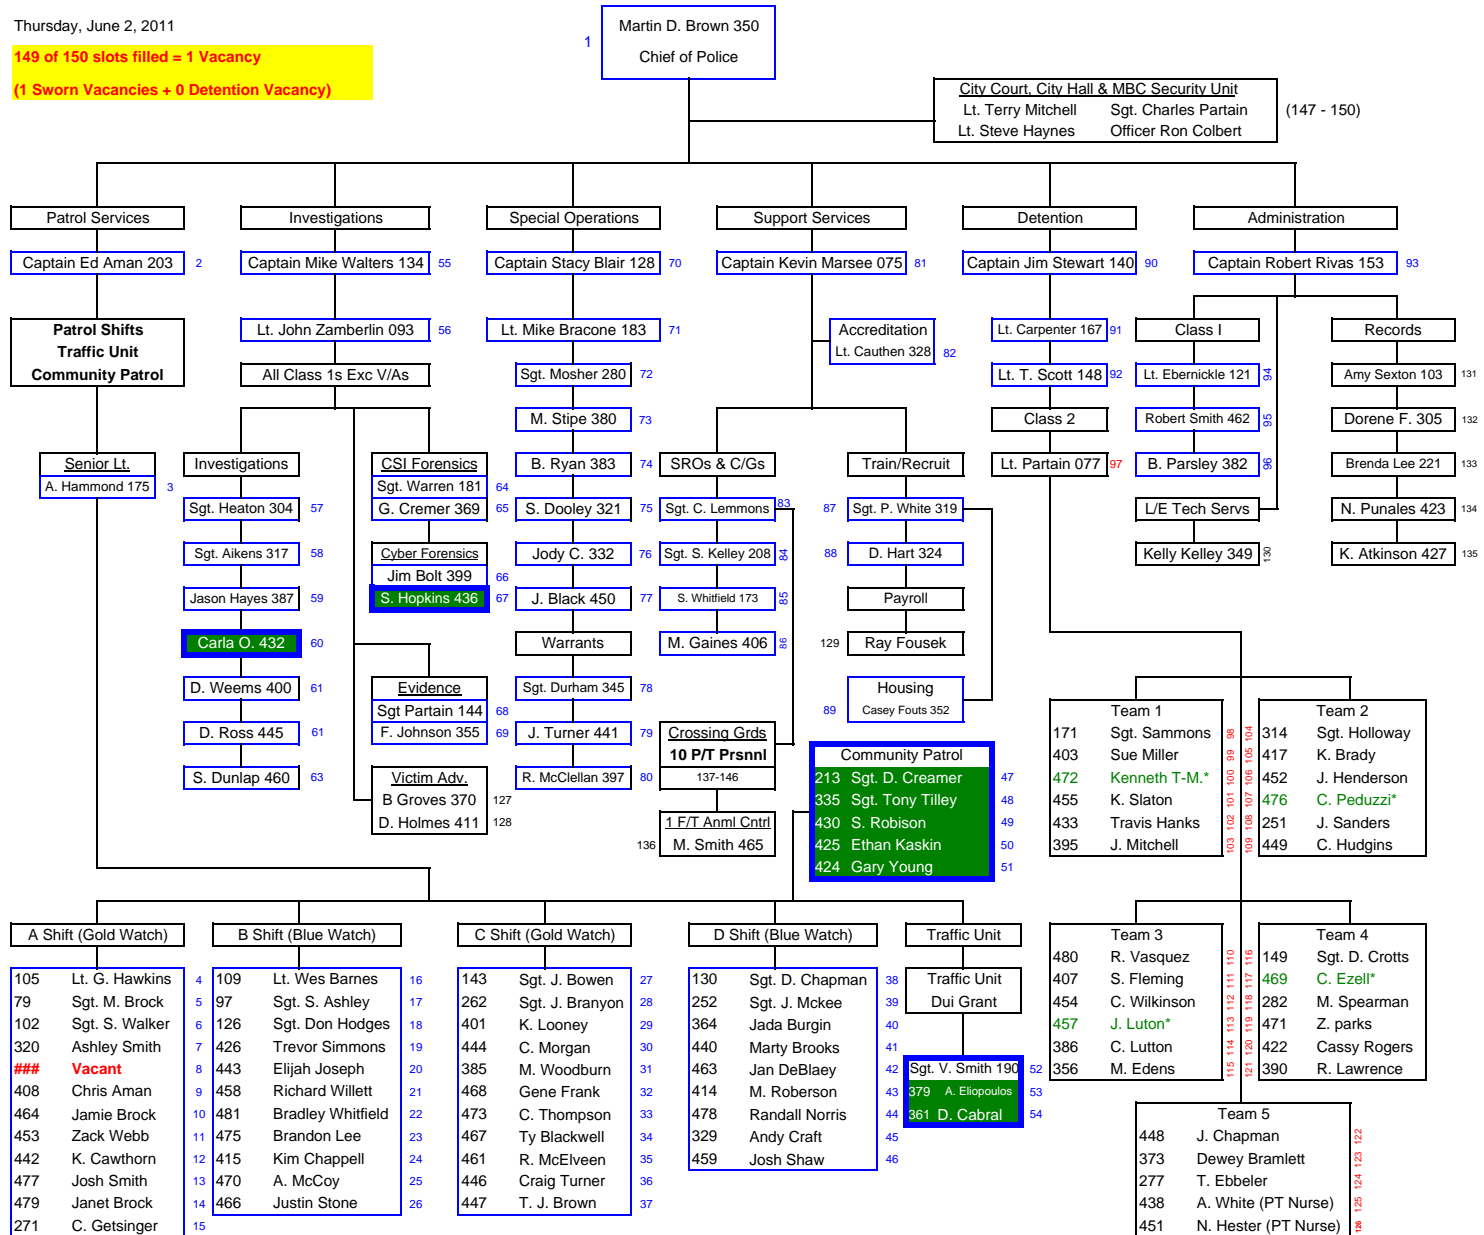 Thursday, June 2, 2011
149 of 150 slots filled = 1 Vacancy
(1 Sworn Vacancies + 0 Detention Vacancy)
1
Martin D. Brown 350
Chief of Police
City Court, City Hall & MBC Security Unit
Lt. Terry Mitchell Sgt. Charles Partain
Lt. Steve Haynes Officer Ron Colbert
(147 - 150)
Patrol Services
Captain Ed Aman 203 2
Patrol Shifts
Traffic Unit
Community Patrol
Senior Lt.
A. Hammond 175 3
Investigations
Captain Mike Walters 134 55
Lt. John Zamberlin 093 56
All Class 1s Exc V/As
Investigations
Sgt. Heaton 304 57
Sgt. Aikens 317 58
Jason Hayes 387 59
Carla O. 432 60
D. Weems 400 61
D. Ross 445 61
S. Dunlap 460 63
CSI Forensics
Sgt. Warren 181 64
G. Cremer 369 65
Cyber Forensics
Jim Bolt 399 66
S. Hopkins 436 67
Evidence
Sgt Partain 144 68
F. Johnson 355 69
Victim Adv.
B Groves 370 127
D. Holmes 411 128
Special Operations
Captain Stacy Blair 128 70
Lt. Mike Bracone 183 71
Sgt. Mosher 280 72
M. Stipe 380 73
B. Ryan 383 74
S. Dooley 321 75
Jody C. 332 76
J. Black 450 77
Warrants
Sgt. Durham 345 78
J. Turner 441 79
R. McClellan 397 80
Support Services
Captain Kevin Marsee 075 81
Accreditation
Lt. Cauthen 328 82
SROs & C/Gs
Sgt. C. Lemmons 83
Sgt. S. Kelley 208 84
S. Whitfield 173 85
M. Gaines 406 86
Crossing Grds
10 P/T Prsnnl
137-146
1 F/T Anml Cntrl
136 M. Smith 465
Train/Recruit
87 Sgt. P. White 319
88 D. Hart 324
Payroll
129 Ray Fousek
Housing
89 Casey Fouts 352
Community Patrol
213 Sgt. D. Creamer 47
335 Sgt. Tony Tilley 48
430 S. Robison 49
425 Ethan Kaskin 50
424 Gary Young 51
Detention
Captain Jim Stewart 140 90
Lt. Carpenter 167 91
Lt. T. Scott 148 92
Class 2
Lt. Partain 077 97
Administration
Captain Robert Rivas 153 93
Class I
Lt. Ebernickle 121 94
Robert Smith 462 95
B. Parsley 382 96
L/E Tech Servs
Kelly Kelley 349 130
Records
Amy Sexton 103 131
Dorene F. 305 132
Brenda Lee 221 133
N. Punales 423 134
K. Atkinson 427 135
Team 1
171 Sgt. Sammons 98
403 Sue Miller 99
472 Kenneth T-M.* 100
455 K. Slaton 101
433 Travis Hanks 102
395 J. Mitchell 103
Team 2
104 314 Sgt. Holloway
105 417 K. Brady
106 452 J. Henderson
107 476 C. Peduzzi*
108 251 J. Sanders
109 449 C. Hudgins
Team 3
480 R. Vasquez 110
407 S. Fleming 111
454 C. Wilkinson 112
457 J. Luton* 113
386 C. Lutton 114
356 M. Edens 115
Team 4
116 149 Sgt. D. Crotts
117 469 C. Ezell*
118 282 M. Spearman
119 471 Z. parks
120 422 Cassy Rogers
121 390 R. Lawrence
Team 5
448 J. Chapman 122
373 Dewey Bramlett 123
277 T. Ebbeler 124
438 A. White (PT Nurse) 125
451 N. Hester (PT Nurse) 126
A Shift (Gold Watch)
105 Lt. G. Hawkins 4
79 Sgt. M. Brock 5
102 Sgt. S. Walker 6
320 Ashley Smith 7
### Vacant 8
408 Chris Aman 9
464 Jamie Brock 10
453 Zack Webb 11
442 K. Cawthorn 12
477 Josh Smith 13
479 Janet Brock 14
271 C. Getsinger 15
B Shift (Blue Watch)
109 Lt. Wes Barnes 16
97 Sgt. S. Ashley 17
126 Sgt. Don Hodges 18
426 Trevor Simmons 19
443 Elijah Joseph 20
458 Richard Willett 21
481 Bradley Whitfield 22
475 Brandon Lee 23
415 Kim Chappell 24
470 A. McCoy 25
466 Justin Stone 26
C Shift (Gold Watch)
143 Sgt. J. Bowen 27
262 Sgt. J. Branyon 28
401 K. Looney 29
444 C. Morgan 30
385 M. Woodburn 31
468 Gene Frank 32
473 C. Thompson 33
467 Ty Blackwell 34
461 R. McElveen 35
446 Craig Turner 36
447 T. J. Brown 37
D Shift (Blue Watch)
130 Sgt. D. Chapman 38
252 Sgt. J. Mckee 39
364 Jada Burgin 40
440 Marty Brooks 41
463 Jan DeBlaey 42
414 M. Roberson 43
478 Randall Norris 44
329 Andy Craft 45
459 Josh Shaw 46
Traffic Unit
Traffic Unit
Dui Grant
Sgt. V. Smith 190 52
379 A. Eliopoulos 53
361 D. Cabral 54